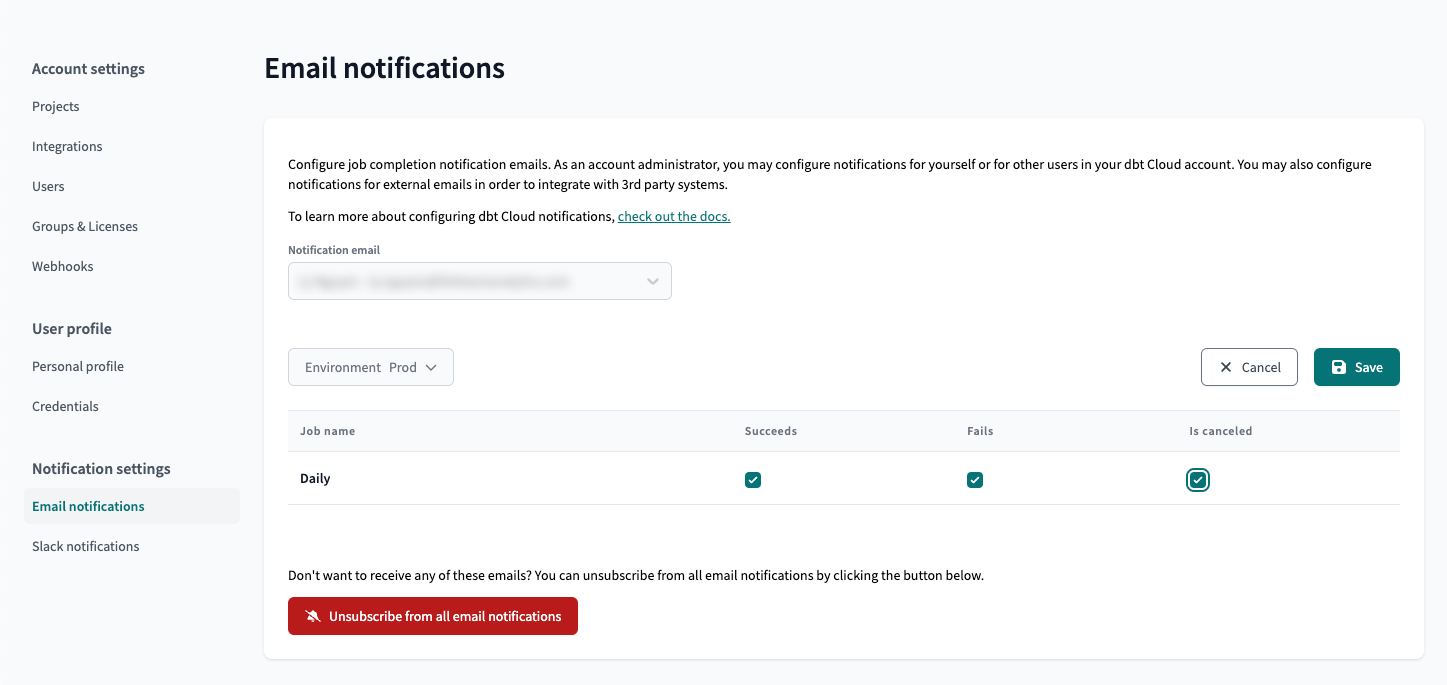 Account settings
Projects
Integrations
Users
Groups & Licenses
Webhooks
User profile
Personal profile
Credentials
Notification settings
Email notifications
Slack notifications
Email notifications
Configure job completion notification emails. As an account administrator, you may configure notifications for yourself or for other users in your dbt Cloud account. You may also configure
notifications for external emails in order to integrate with 3rd party systems.
To learn more about configuring dbt Cloud notifications, check out the docs.
Notification email
Environment Prod
Cancel
Save
Job name Succeeds Fails Is canceled
Daily
Don't want to receive any of these emails? You can unsubscribe from all email notifications by clicking the button below.
Unsubscribe from all email notifications